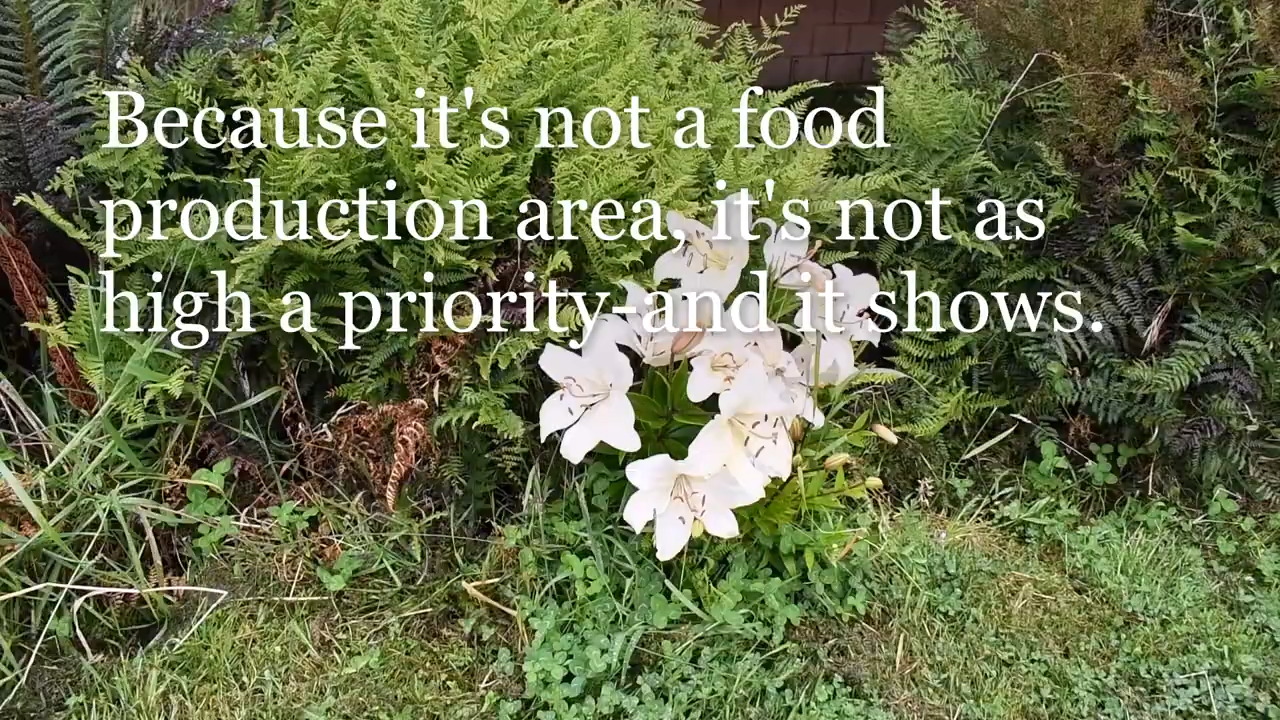 Because it's not a food
production area, it's not as
high a priority-and it shows.